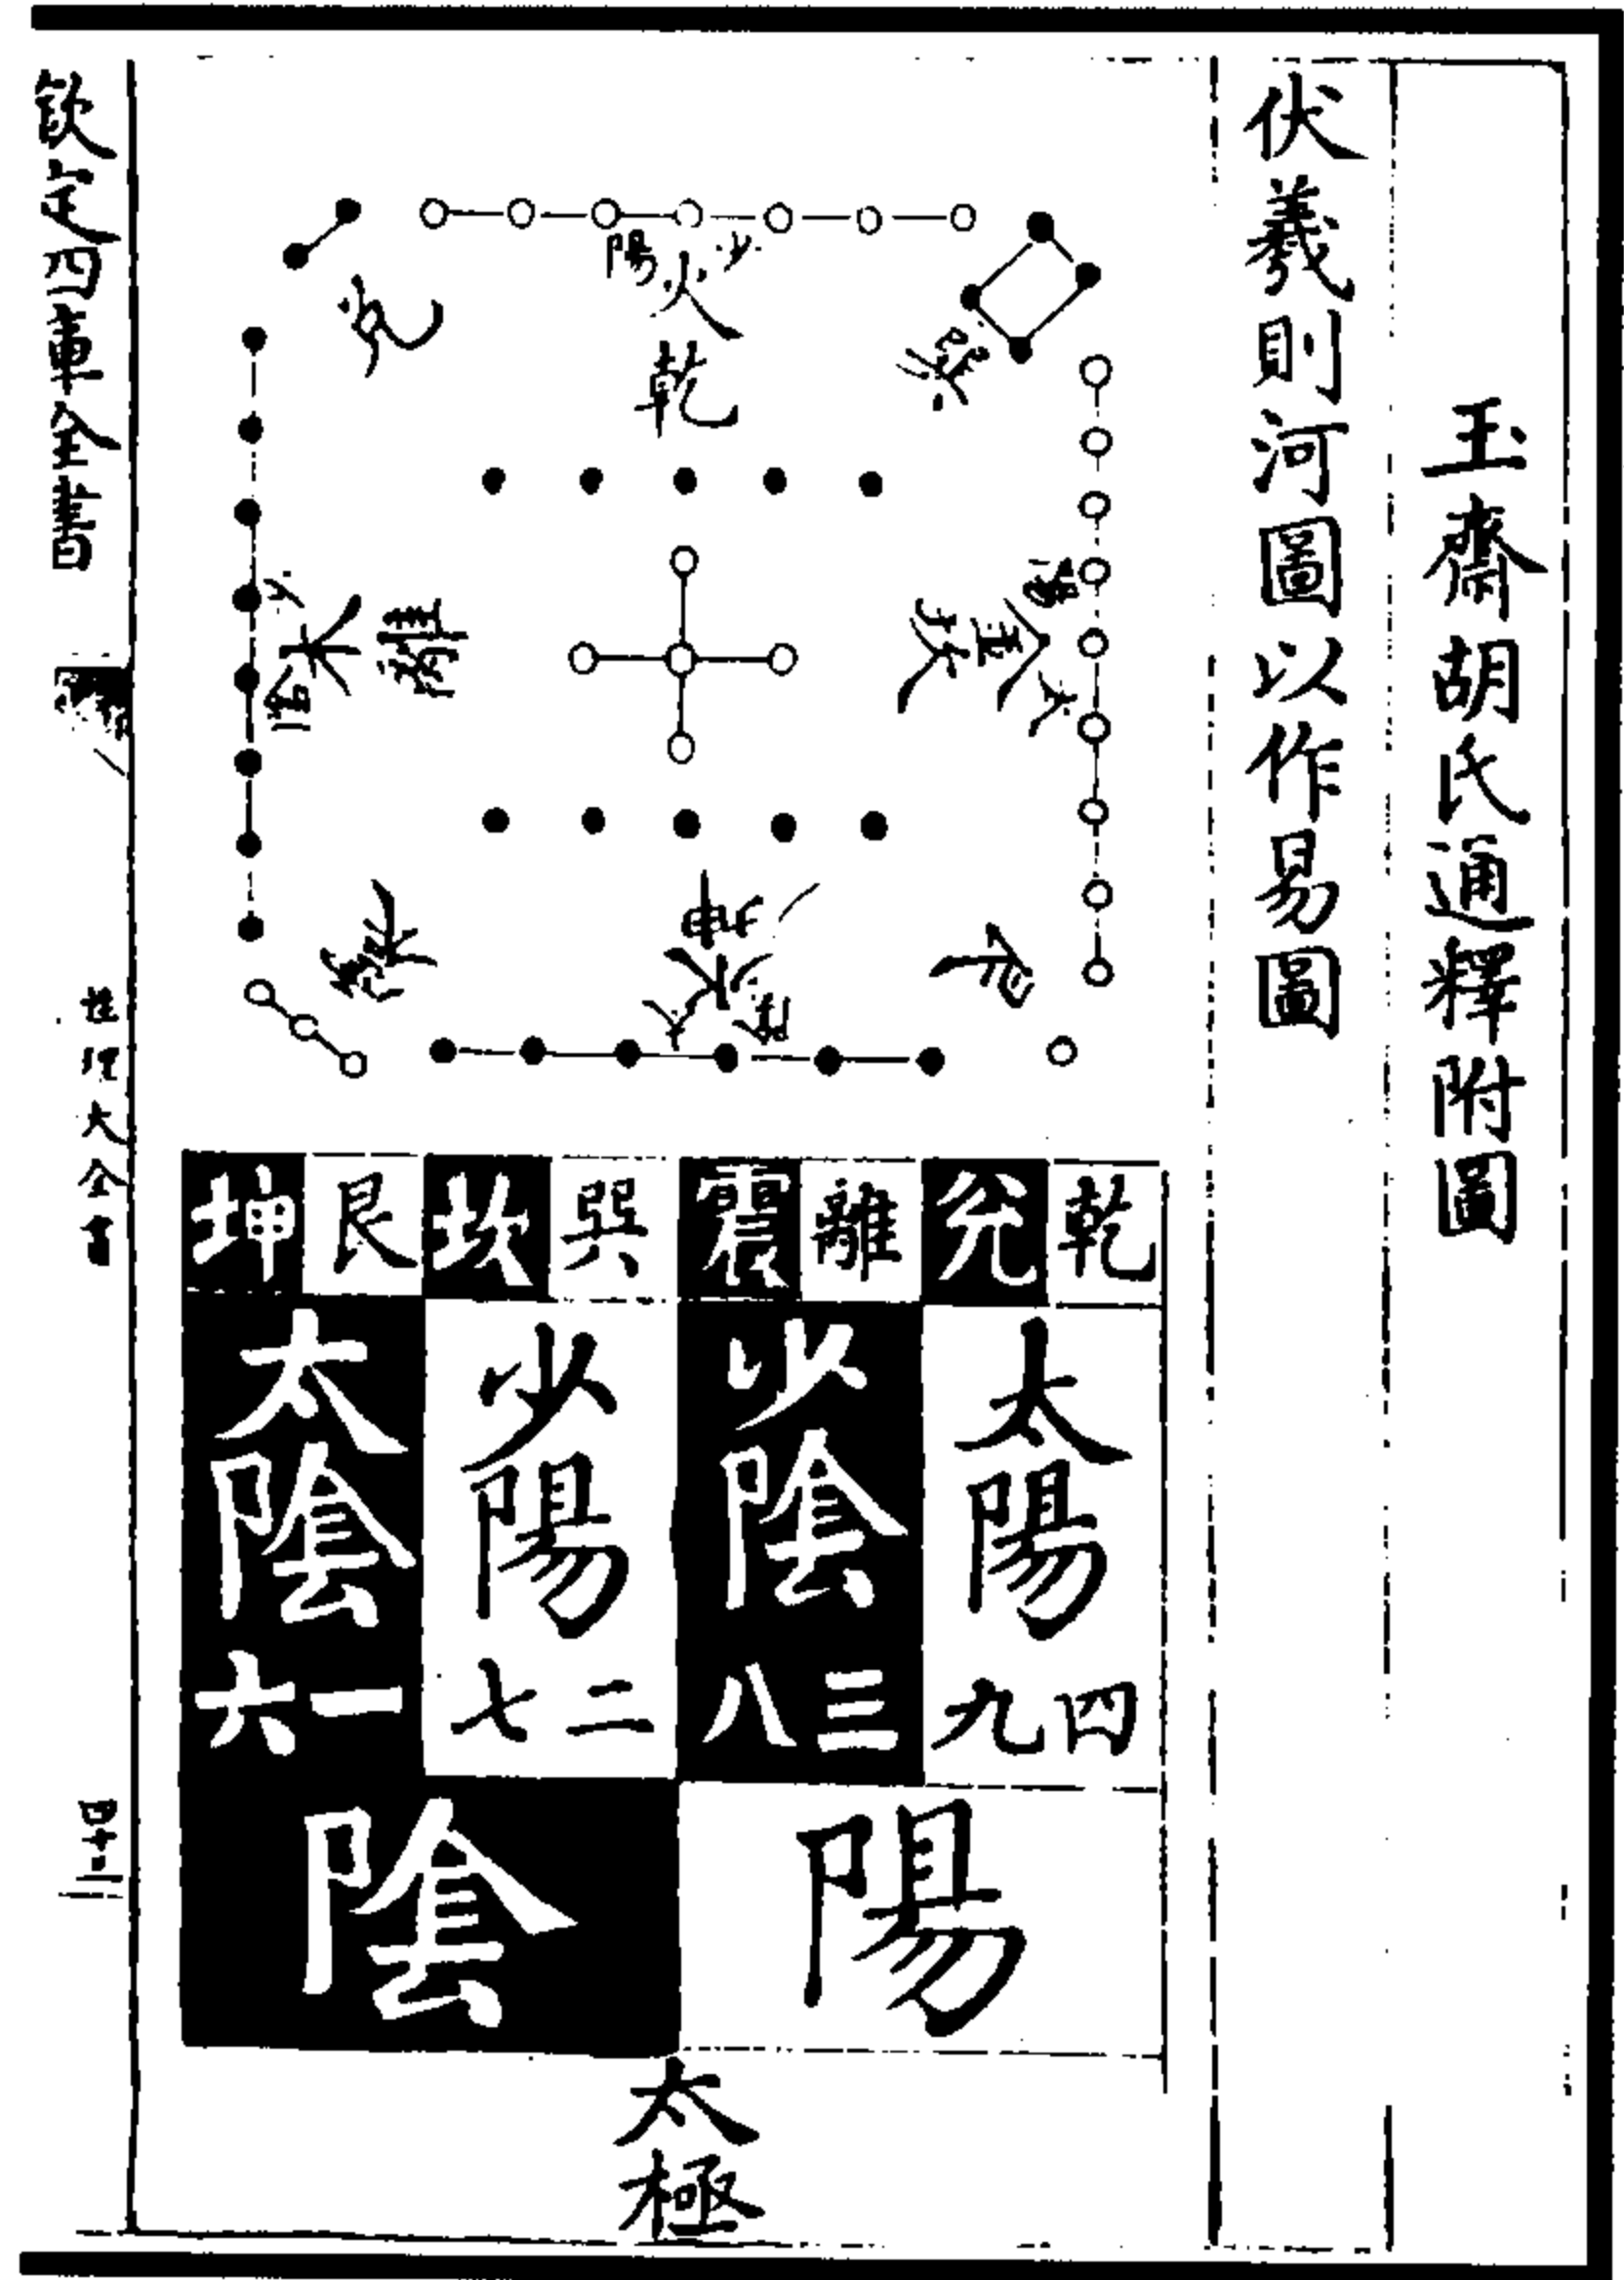 玉齋胡氏通釋附圖
伏羲則河圖以作易圖
少陽
火
乾
巽
兌
太陽
金
坎
離
木
少陰
艮
震
坤
水
太陰
乾
兌
離
震
巽
坎
艮
坤
太陽
四九
少陰
三八
少陽
二七
太陰
一六
陽
陰
太極
欽定四庫全書
性理大全書
四十二